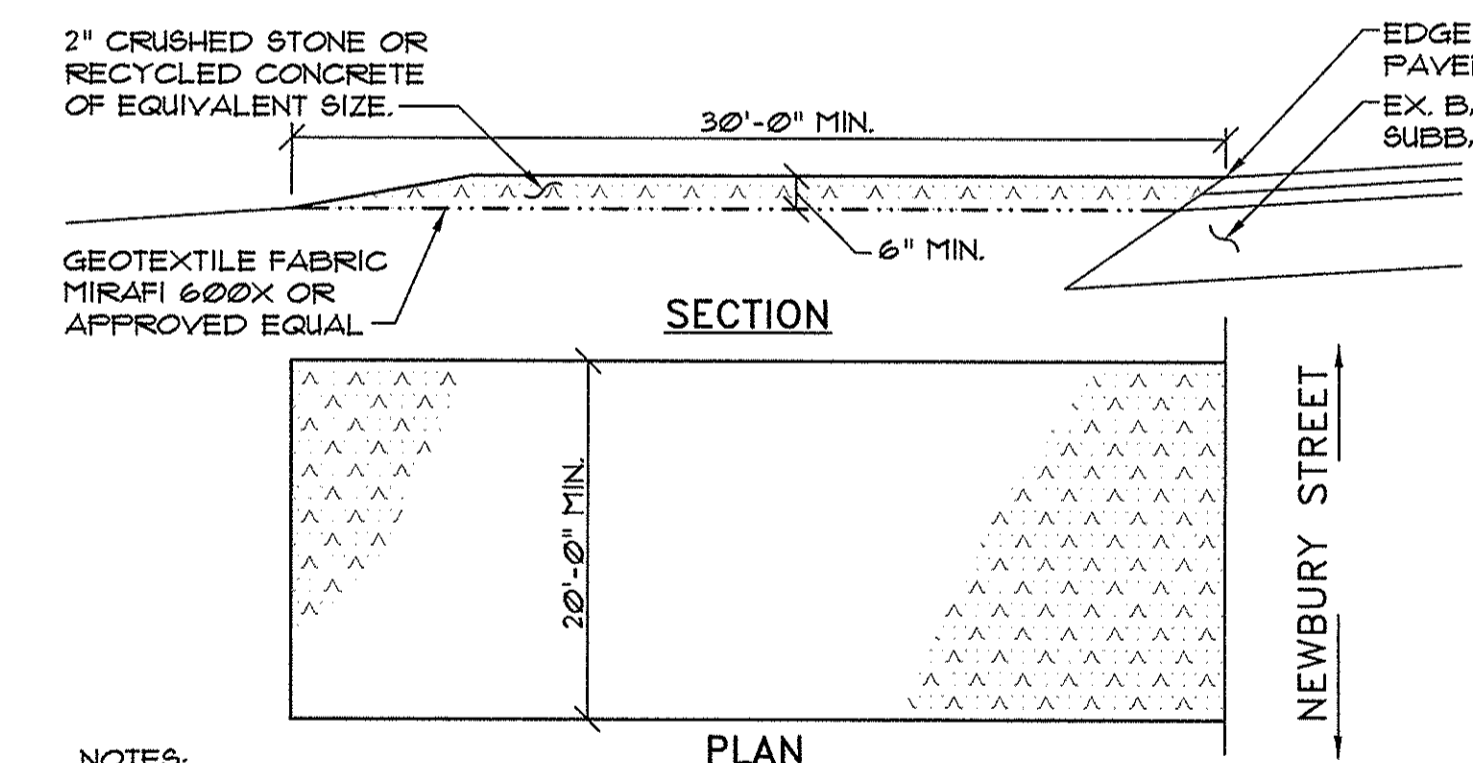 2" CRUSHED STONE OR
RECYCLED CONCRETE
OF EQUIVALENT SIZE.
30'-0" MIN.
EDGE
EX. B
SUBB
6" MIN.
GEOTEXTILE FABRIC
MIRAFI 600X OR
APPROVED EQUAL
SECTION
20'-0" MIN.
NEWBURY STREET
PLAN
NOTES: